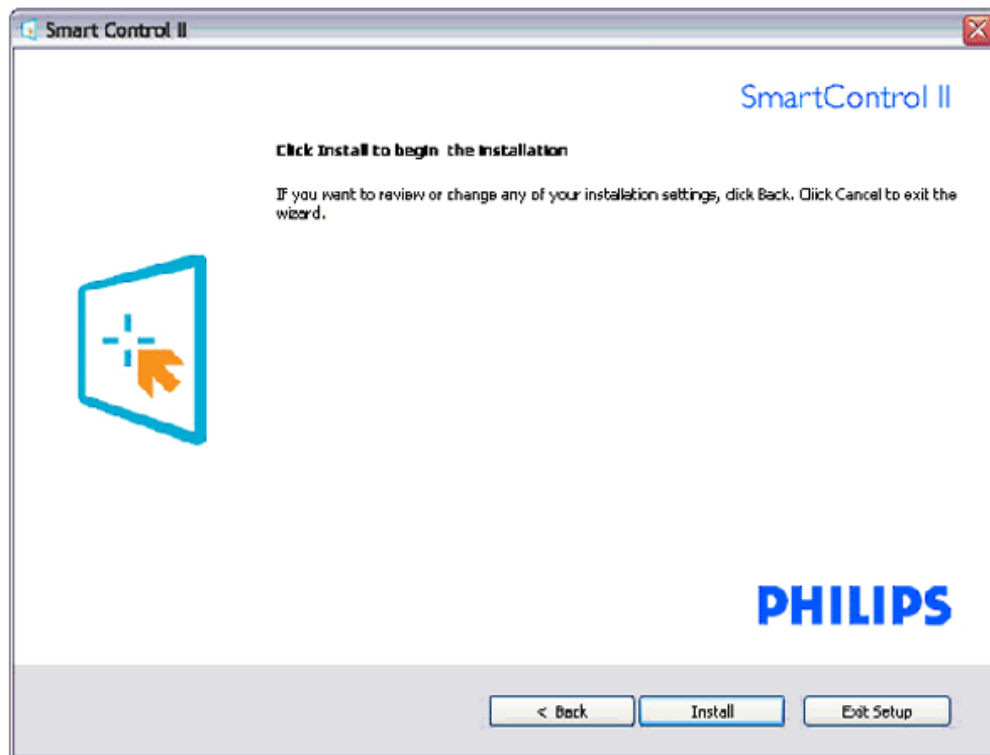 Smart Control II
SmartControl II
Click Install to begin the installation
If you want to review or change any of your installation settings, click Back. Click Cancel to exit the
wizard.
PHILIPS
< Back
Install
Exit Setup